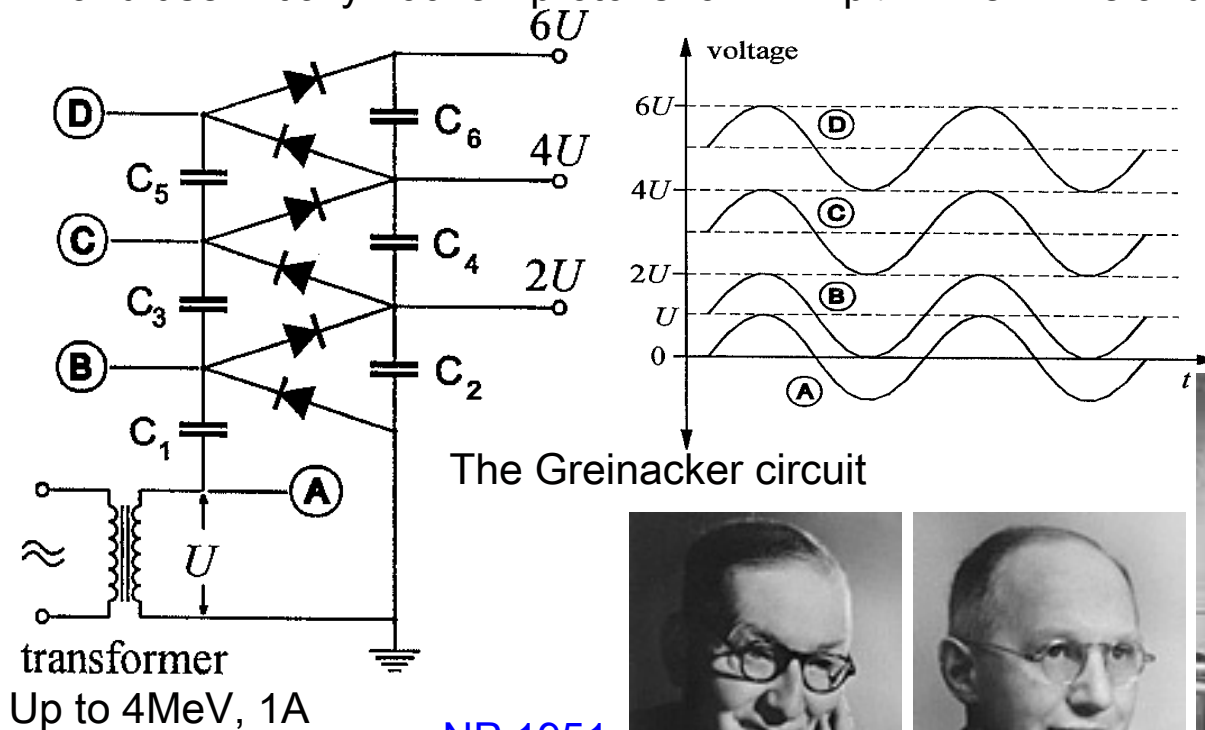 6U
D
C6
4U
C5
C
C4
2U
C3
B
C2
C1
A
U
≈
transformer
Up to 4MeV, 1A
voltage
6U
D
4U
C
2U
B
U
0
A
t
The Greinacker circuit